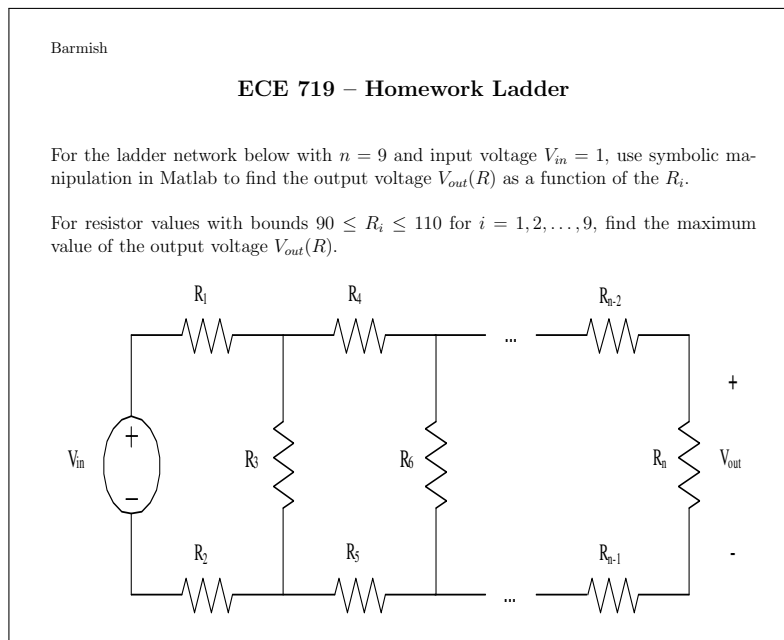 Barmish
ECE 719 – Homework Ladder
For the ladder network below with n = 9 and input voltage Vin = 1, use symbolic ma-
nipulation in Matlab to find the output voltage Vout(R) as a function of the Ri.
For resistor values with bounds 90 ≤ Ri ≤ 110 for i = 1, 2, . . . , 9, find the maximum
value of the output voltage Vout(R).
R1 R4 Rn-2
...
+
+
Vin R3 R6 Rn Vout
−
R2 R5 Rn-1
-
...